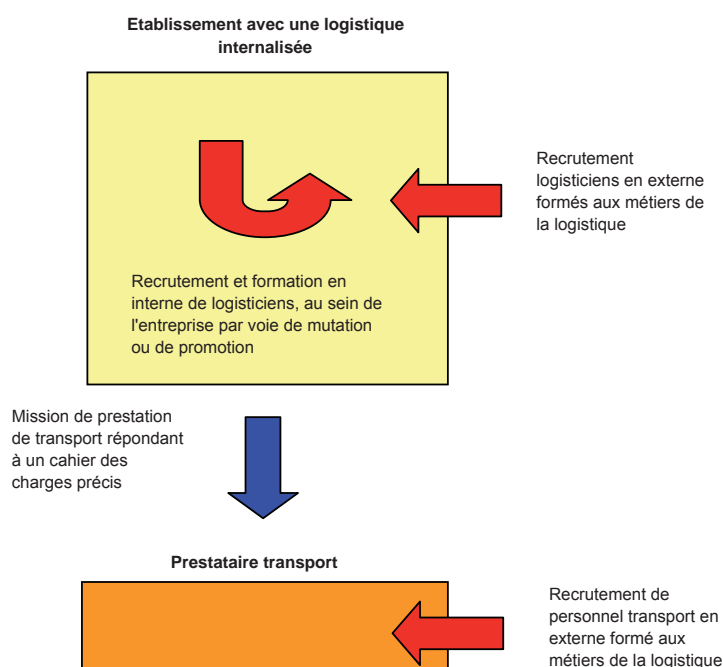 Etablissement avec une logistique
internalisée
Recrutement
logisticiens en externe
formés aux métiers de
la logistique
Recrutement et formation en
interne de logisticiens, au sein de
l'entreprise par voie de mutation
ou de promotion
Mission de prestation
de transport répondant
à un cahier des
charges précis
Prestataire transport
Recrutement de
personnel transport en
externe formé aux
métiers de la logistique